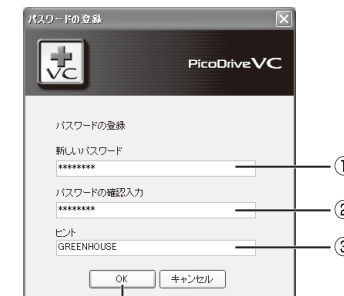 パスワードの登録
VC
PicoDriveVC
パスワードの登録
新しいパスワード
********
①
パスワードの確認入力
********
②
ヒント
GREENHOUSE
③
OK キャンセル